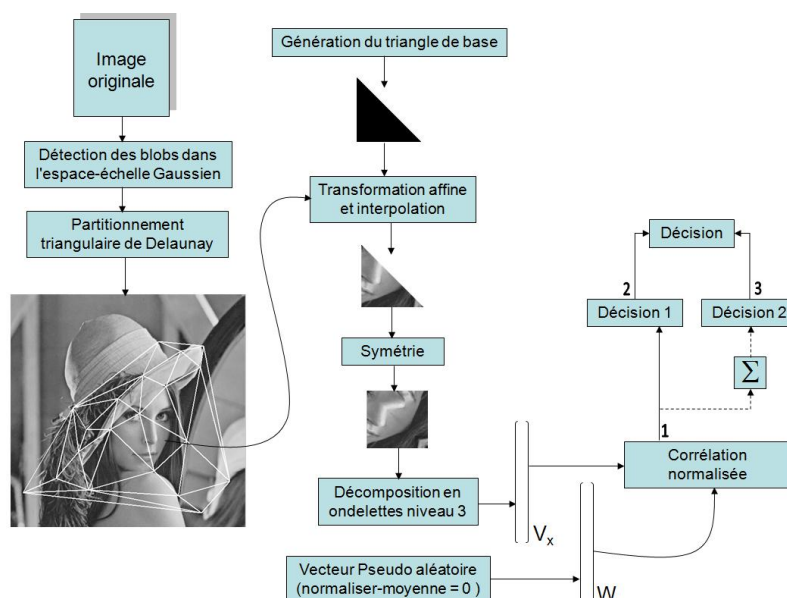 Image
originale
Détection des blobs dans
l'espace-échelle Gaussien
Partitionnement
triangulaire de Delaunay
Génération du triangle de base
Transformation affine
et interpolation
Symétrie
Décomposition en
ondelettes niveau 3
Vx
Vecteur Pseudo aléatoire
(normaliser-moyenne = 0 )
W
Décision
2
3
Décision 1
Décision 2
Σ
1
Corrélation
normalisée